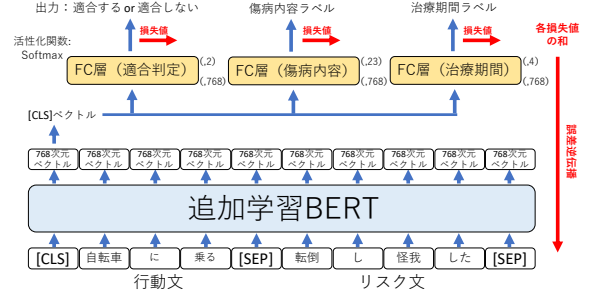 出力：適合する or 適合しない
傷病内容ラベル
治療期間ラベル
各損失値
の和
損失値
損失値
損失値
活性化関数:
Softmax
FC層（適合判定）
(,2)
(,768)
FC層（傷病内容）
(,23)
(,768)
FC層（治療期間）
(,4)
(,768)
[CLS]ベクトル
誤差逆伝播
768次元
ベクトル
768次元
ベクトル
768次元
ベクトル
768次元
ベクトル
768次元
ベクトル
768次元
ベクトル
768次元
ベクトル
768次元
ベクトル
768次元
ベクトル
768次元
ベクトル
追加学習BERT
[CLS] 自転車 に 乗る [SEP] 転倒 し 怪我 した [SEP]
行動文
リスク文